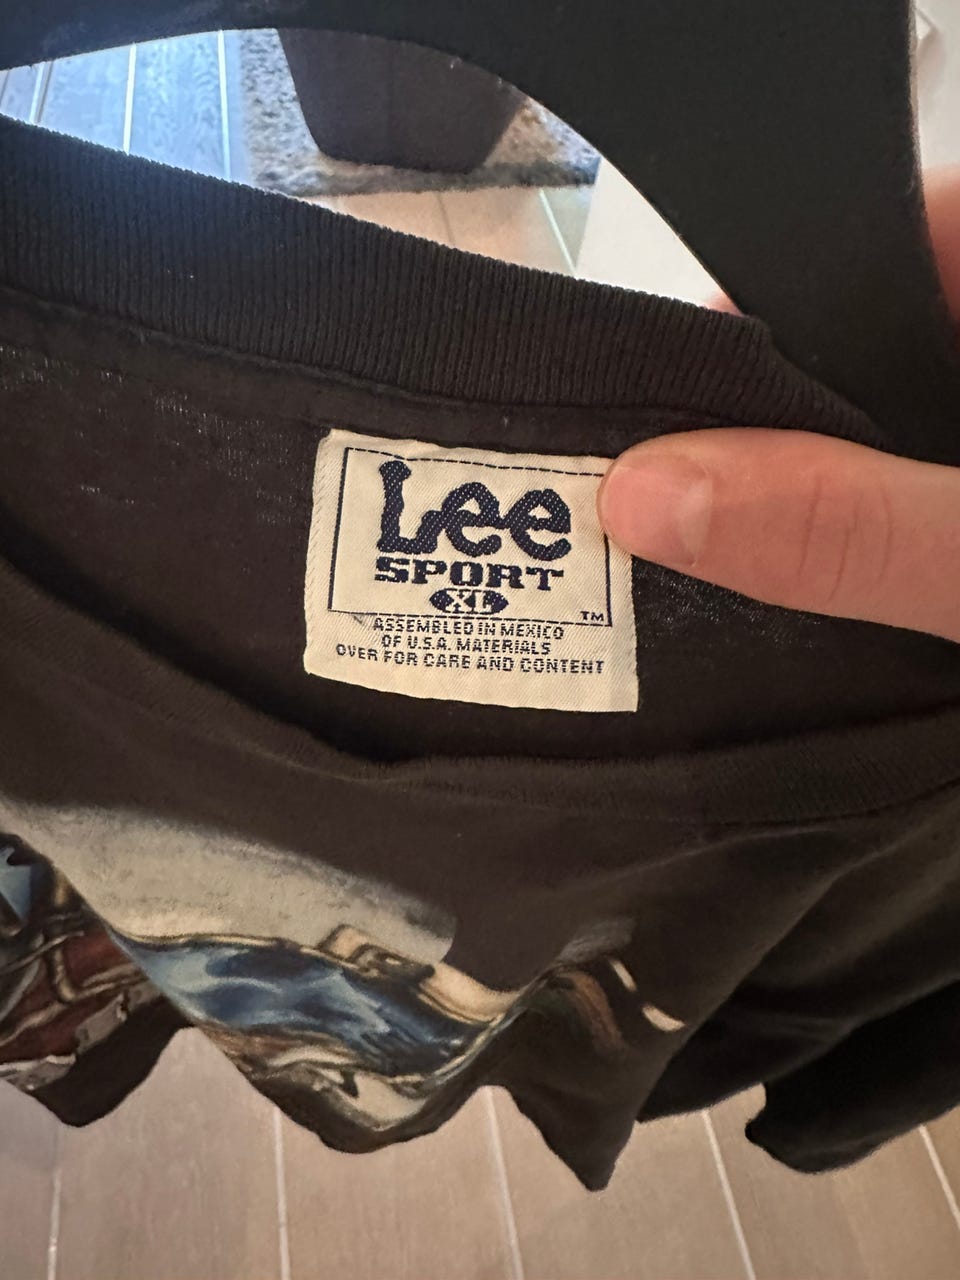 Lee
SPORT
XL
TM
ASSEMBLED IN MEXICO
OF U.S.A. MATERIALS
OVER FOR CARE AND CONTENT